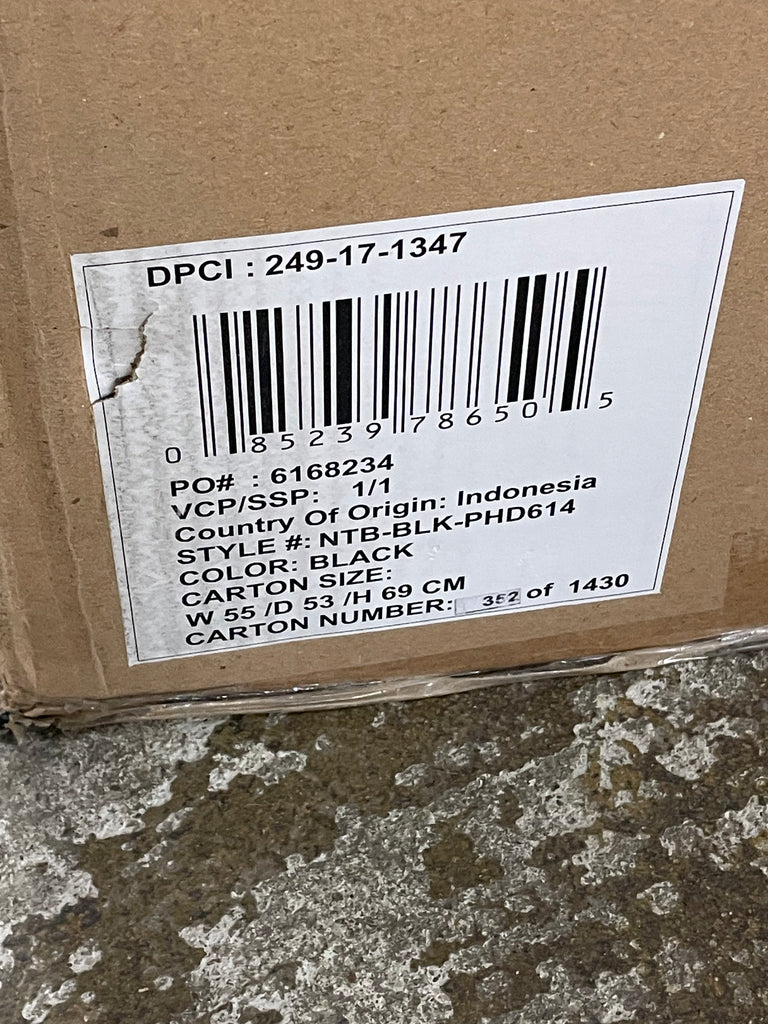 DPCI : 249-17-1347
0 85239 78650 5
PO# : 6168234
VCP/SSP: 1/1
Country Of Origin: Indonesia
STYLE #: NTB-BLK-PHD614
COLOR: BLACK
CARTON SIZE:
W 55 /D 53 /H 69 CM
CARTON NUMBER: 352 of 1430